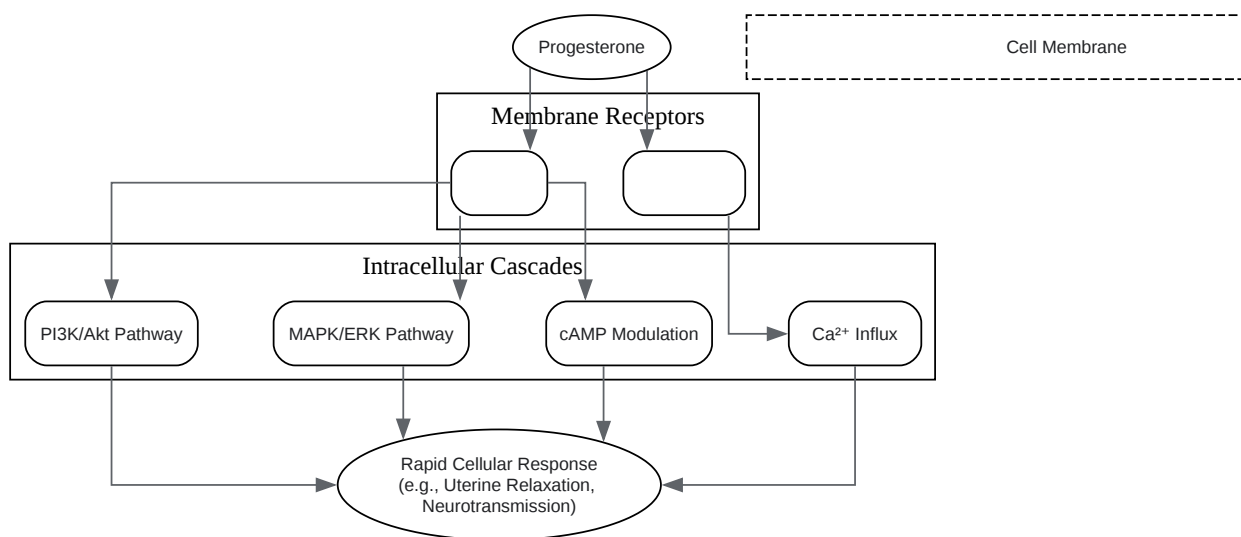 Progesterone
Cell Membrane
Membrane Receptors
Intracellular Cascades
PI3K/Akt Pathway
MAPK/ERK Pathway
cAMP Modulation
Ca²⁺ Influx
Rapid Cellular Response
(e.g., Uterine Relaxation,
Neurotransmission)